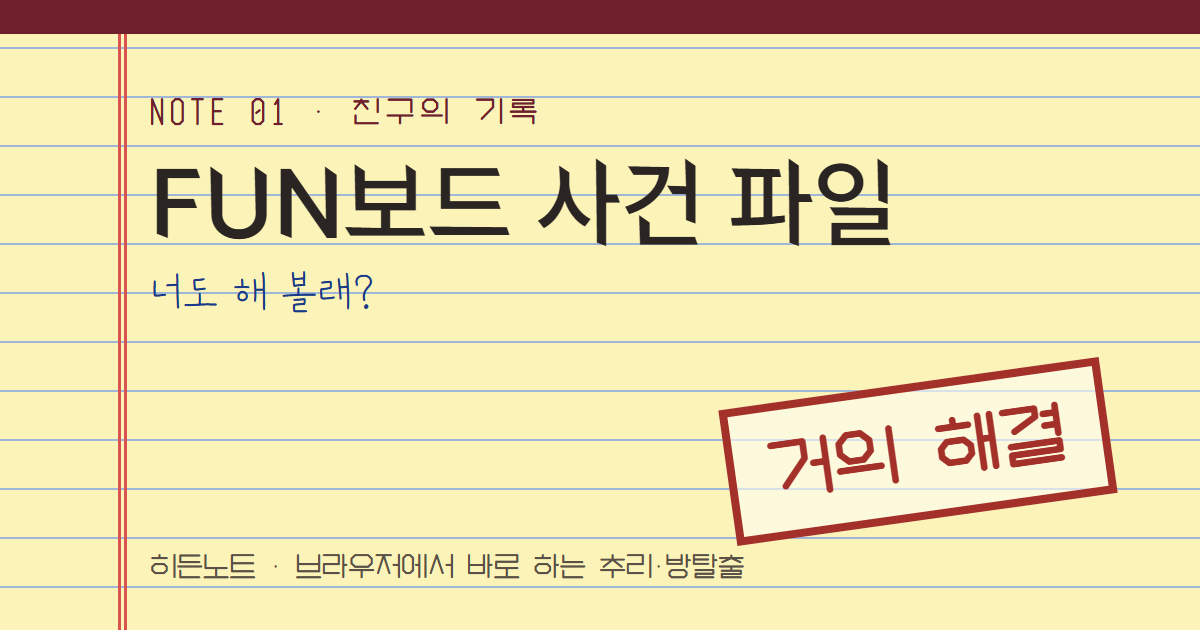 NOTE 01 · 친구의 기록
FUN보드 사건 파일
너도 해 볼래?
거의 해결
히든노트 · 브라우저에서 바로 하는 추리·방탈출